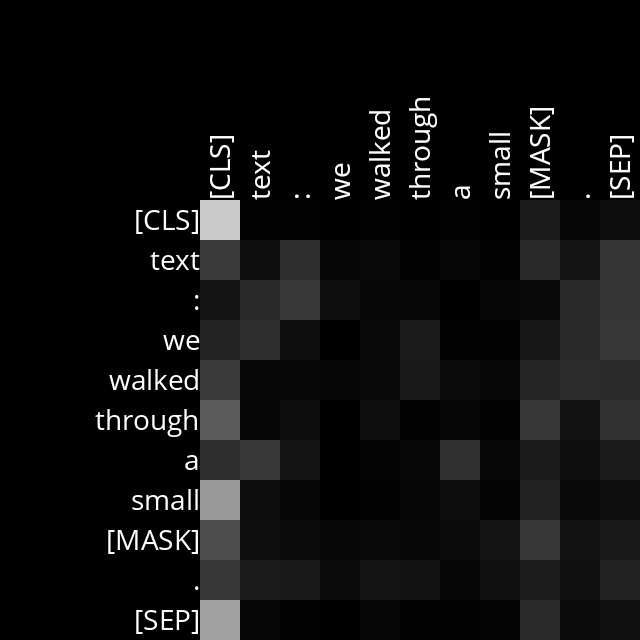 [CLS] text : we walked through a small [MASK] . [SEP]
[CLS]
text
:
we
walked
through
a
small
[MASK]
.
[SEP]